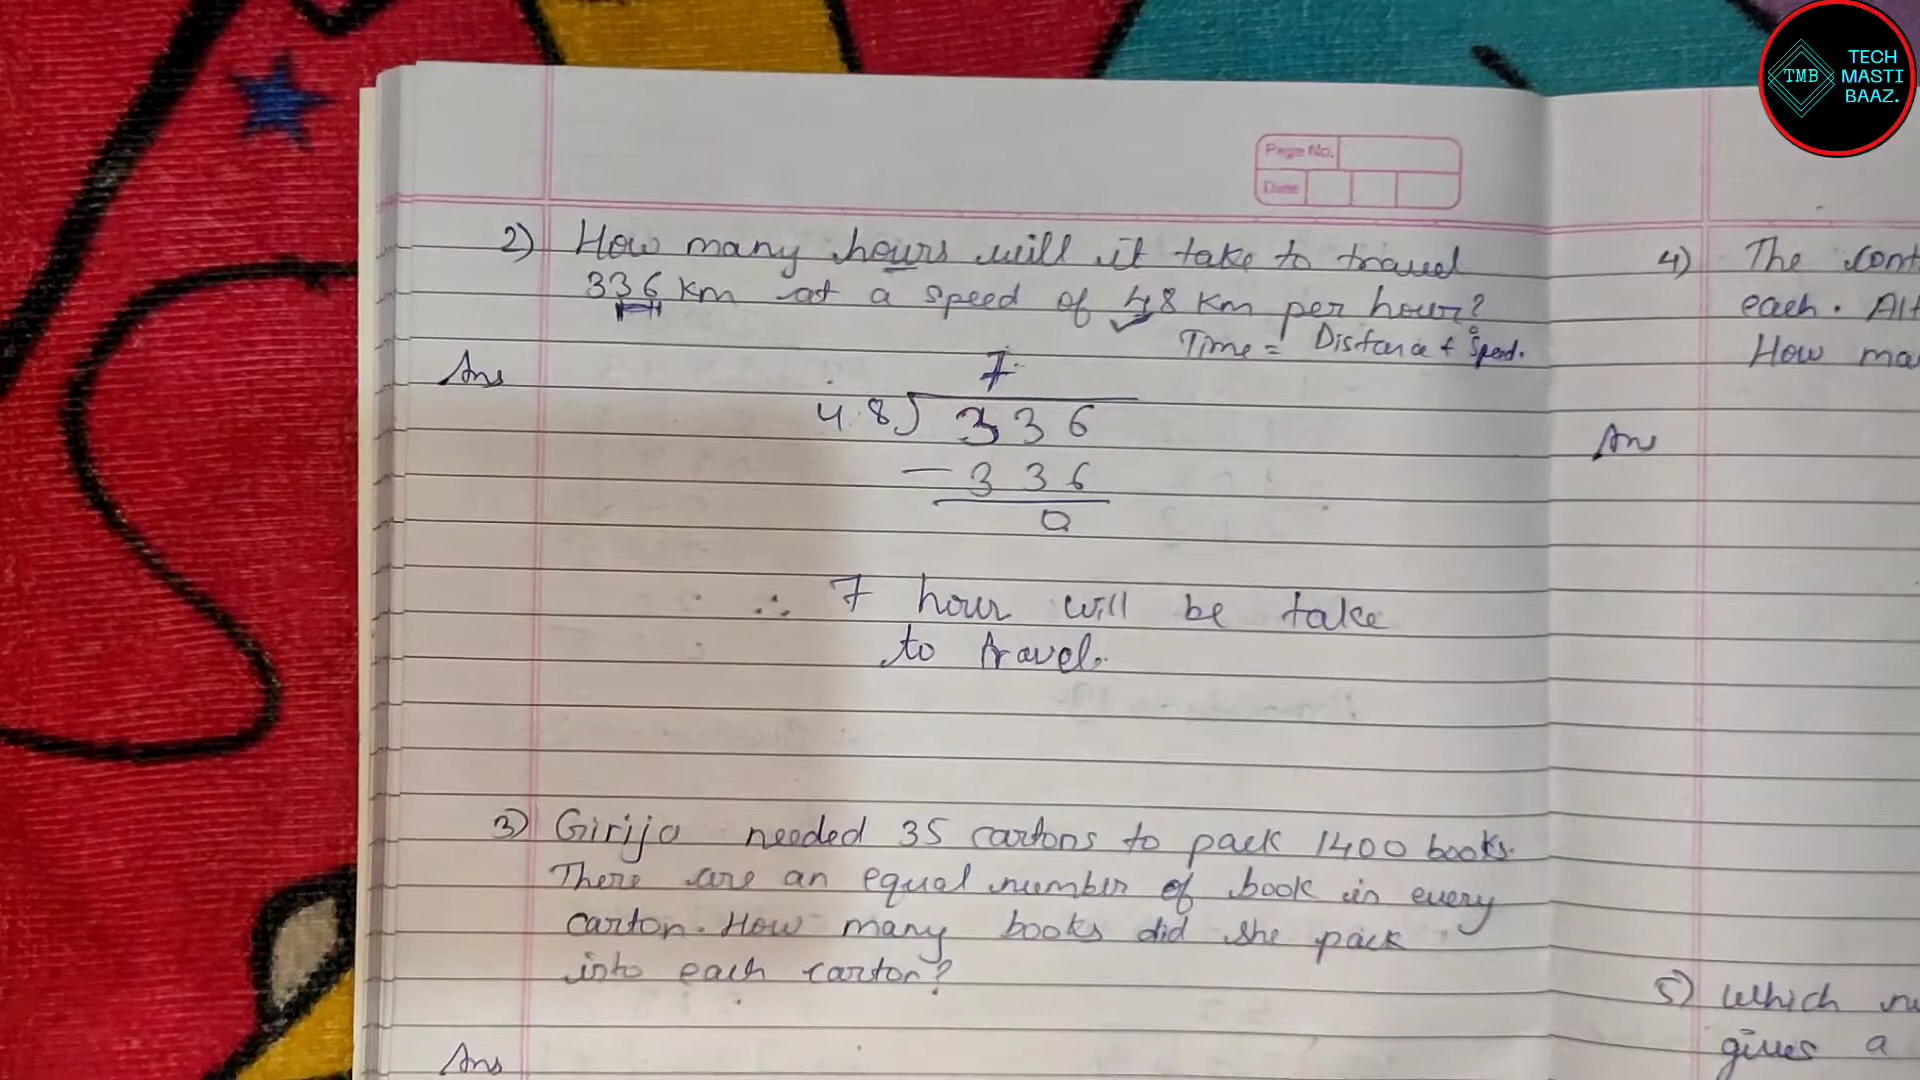 TECH
MASTI
BAAZ.
TMB
Page No.
Date
2) How many hours will it take to travel
336 Km at a speed of 48 Km per hour?
Time = Distance ÷ Speed.
Ans
7
48) 336
- 336
0
∴ 7 hour will be take
to travel.
3) Girija needed 35 cartons to pack 1400 books.
There are an equal number of book in every
carton. How many books did she pack
into each carton?
Ans
4) The cont
each. Alt
How ma
Ans
5) Which nu
gives a